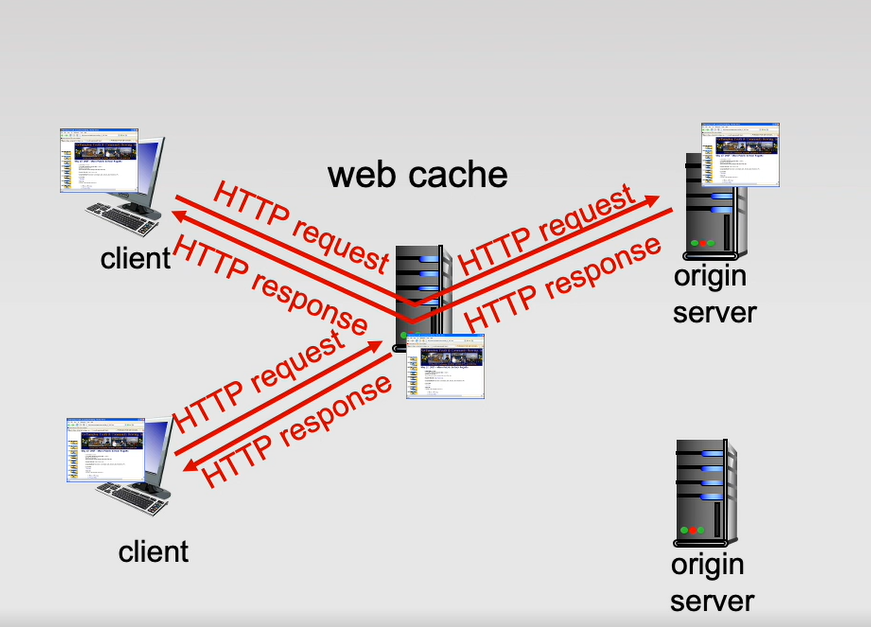 web cache
HTTP request
HTTP response
client
HTTP request
HTTP response
origin
server
HTTP request
HTTP response
client
origin
server